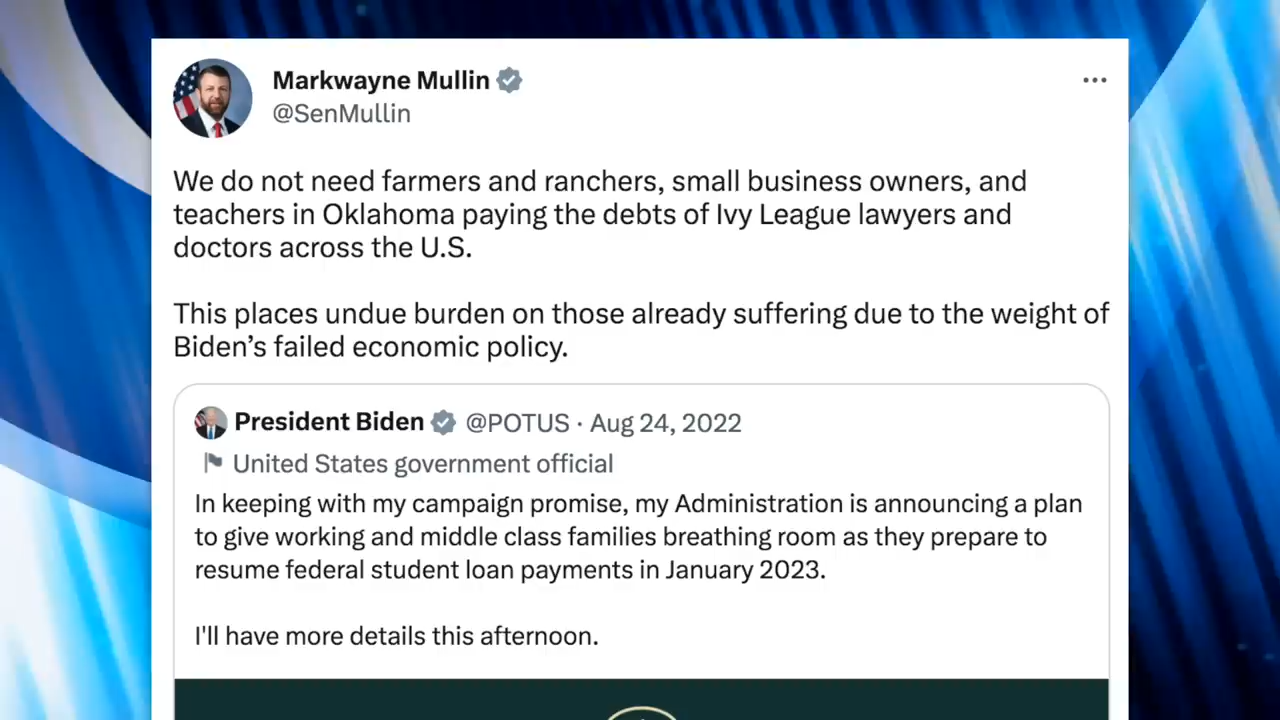 Markwayne Mullin
@SenMullin
We do not need farmers and ranchers, small business owners, and
teachers in Oklahoma paying the debts of Ivy League lawyers and
doctors across the U.S.
This places undue burden on those already suffering due to the weight of
Biden’s failed economic policy.
President Biden @POTUS · Aug 24, 2022
United States government official
In keeping with my campaign promise, my Administration is announcing a plan
to give working and middle class families breathing room as they prepare to
resume federal student loan payments in January 2023.
I'll have more details this afternoon.